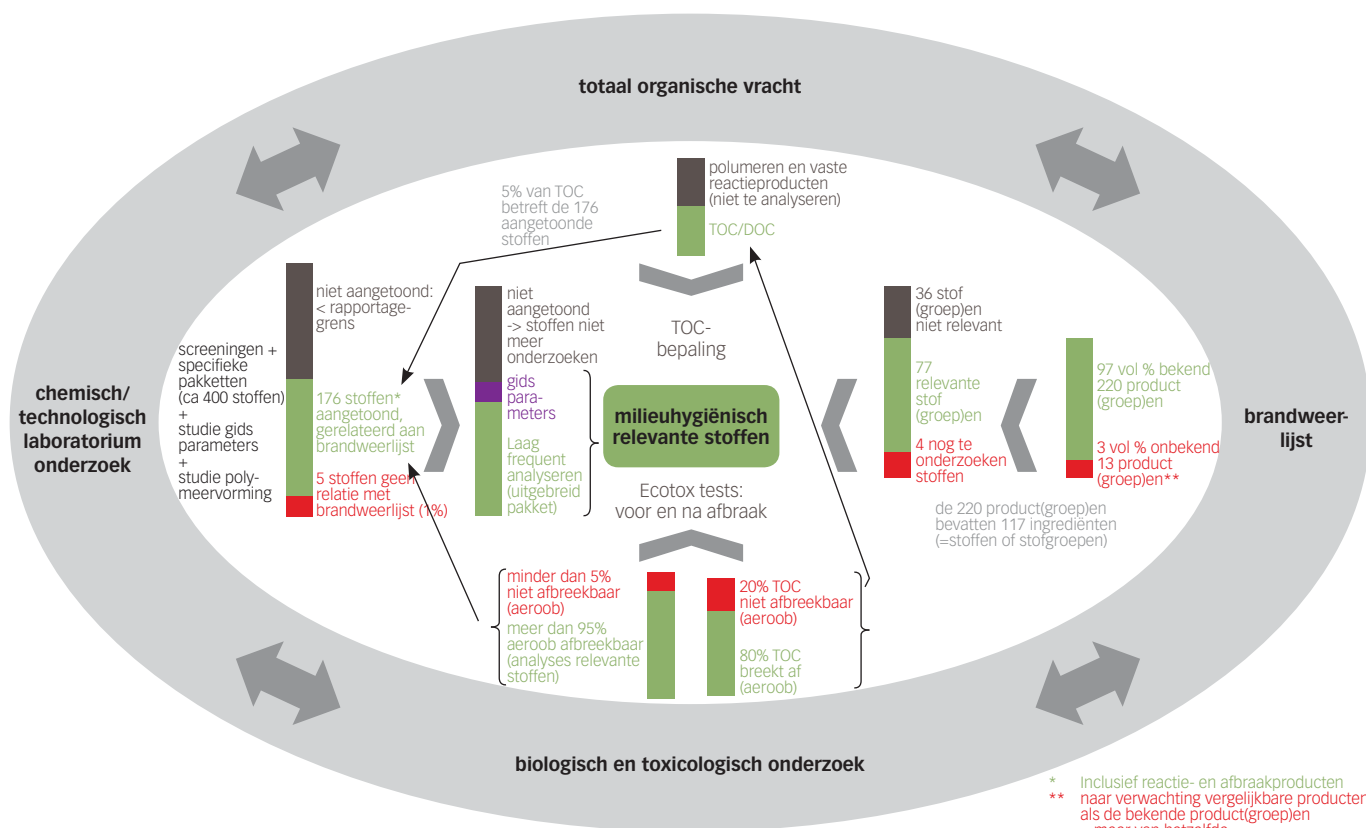 totaal organische vracht
polumeren en vaste
reactieproducten
(niet te analyseren)
TOC/DOC
5% van TOC
betreft de 176
aangetoonde
stoffen
TOC-
bepaling
chemisch/
technologisch
laboratorium
onderzoek
screeningen +
specifieke
pakketten
(ca 400 stoffen)
+
studie gids
parameters
+
studie poly-
meervorming
niet aangetoond:
< rapportage-
grens
176 stoffen*
aangetoond,
gerelateerd aan
brandweerlijst
5 stoffen geen
relatie met
brandweerlijst (1%)
niet
aangetoond
-> stoffen niet
meer
onderzoeken
gids
para-
meters
Laag
frequent
analyseren
(uitgebreid
pakket)
milieuhygiënisch
relevante stoffen
Ecotox tests:
voor en na afbraak
36 stof
(groep)en
niet relevant
77
relevante
stof
(groep)en
4 nog te
onderzoeken
stoffen
97 vol % bekend
220 product
(groep)en
3 vol % onbekend
13 product
(groep)en**
de 220 product(groep)en
bevatten 117 ingrediënten
(=stoffen of stofgroepen)
brandweer-
lijst
minder dan 5%
niet afbreekbaar
(aeroob)
meer dan 95%
aeroob afbreekbaar
(analyses relevante
stoffen)
20% TOC
niet afbreekbaar
(aeroob)
80% TOC
breekt af
(aeroob)
biologisch en toxicologisch onderzoek
* Inclusief reactie- en afbraakproducten
** naar verwachting vergelijkbare producten
als de bekende product(groep)en